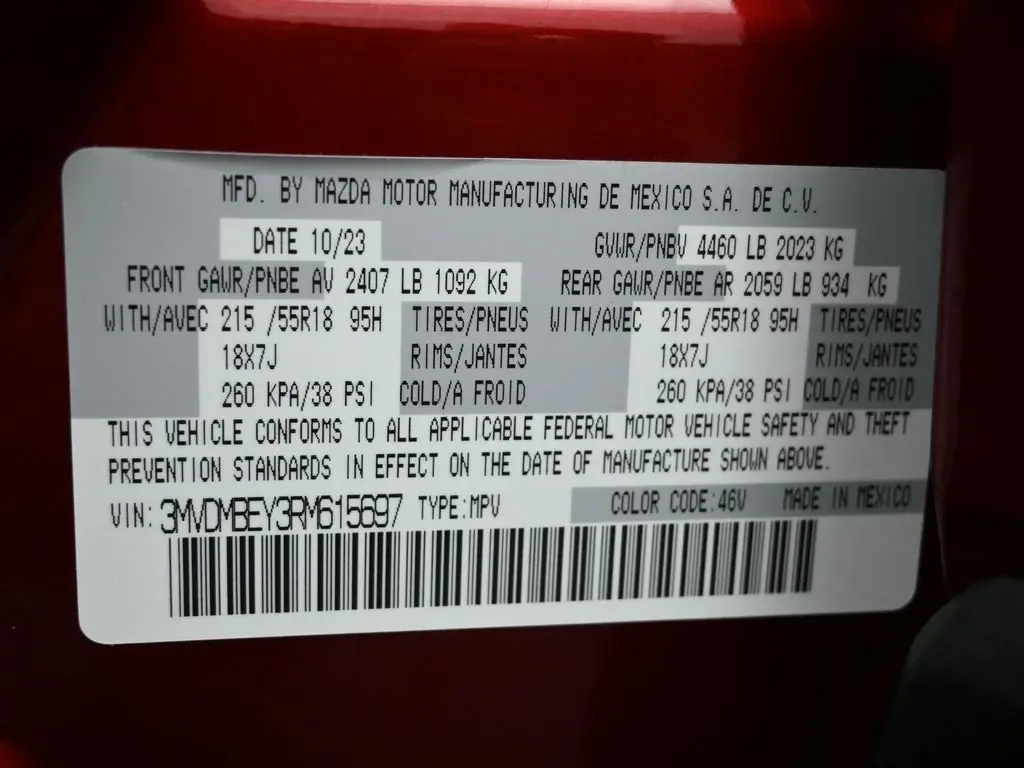 MFD. BY MAZDA MOTOR MANUFACTURING DE MEXICO S.A. DE C.V.
DATE 10/23 GVWR/PNBV 4460 LB 2023 KG
FRONT GAWR/PNBE AV 2407 LB 1092 KG REAR GAWR/PNBE AR 2059 LB 934 KG
WITH/AVEC 215 /55R18 95H TIRES/PNEUS WITH/AVEC 215 /55R18 95H TIRES/PNEUS
18X7J RIMS/JANTES 18X7J RIMS/JANTES
260 KPA/38 PSI COLD/A FROID 260 KPA/38 PSI COLD/A FROID
THIS VEHICLE CONFORMS TO ALL APPLICABLE FEDERAL MOTOR VEHICLE SAFETY AND THEFT
PREVENTION STANDARDS IN EFFECT ON THE DATE OF MANUFACTURE SHOWN ABOVE.
VIN: 3MVDMBEY3RM615697 TYPE:MPV COLOR CODE:46V MADE IN MEXICO